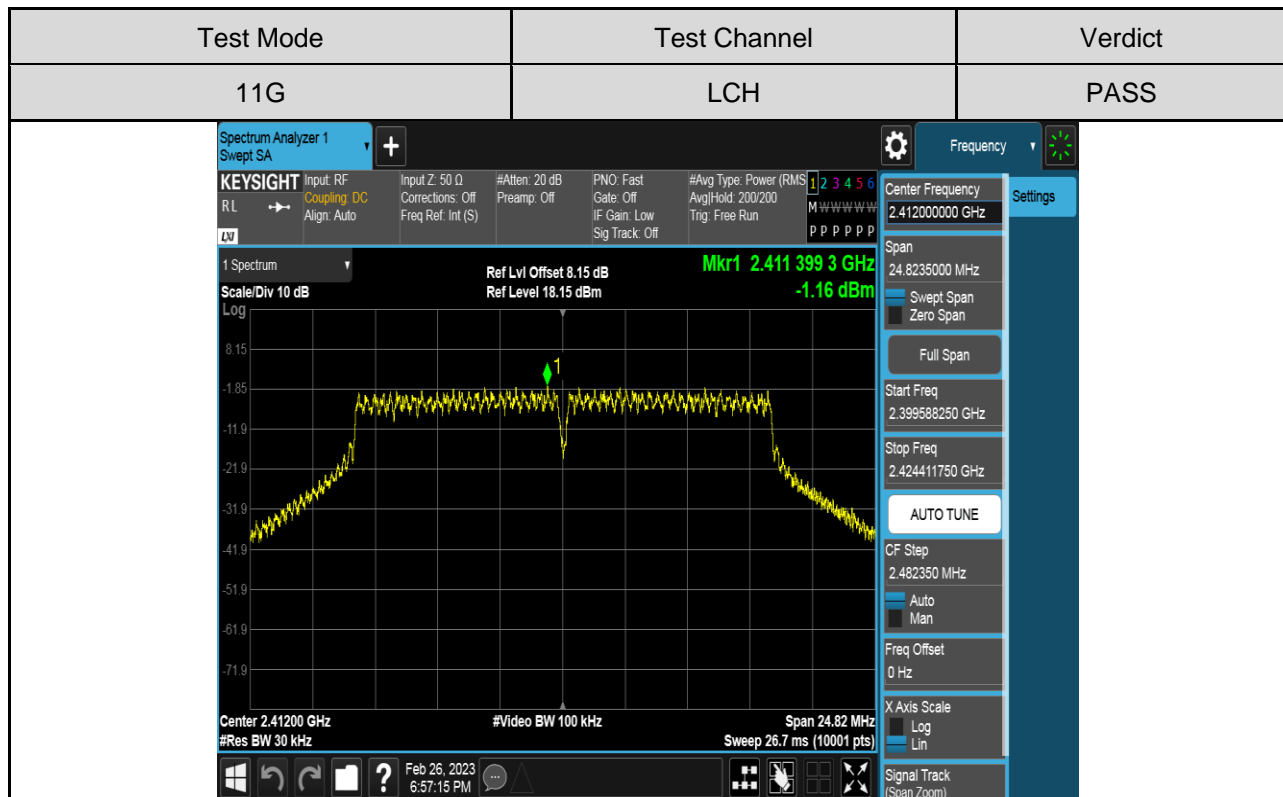 Test Mode Test Channel Verdict
11G LCH PASS
Spectrum Analyzer 1
Swept SA
+
Frequency
KEYSIGHT
RL
LXI
Input: RF
Coupling: DC
Align: Auto
Input Z: 50 Ω
Corrections: Off
Freq Ref: Int (S)
#Atten: 20 dB
Preamp: Off
PNO: Fast
Gate: Off
IF Gain: Low
Sig Track: Off
#Avg Type: Power (RMS
Avg|Hold: 200/200
Trig: Free Run
1 2 3 4 5 6
M W W W W W
P P P P P P
1 Spectrum
Scale/Div 10 dB
Log
Ref Lvl Offset 8.15 dB
Ref Level 18.15 dBm
Mkr1 2.411 399 3 GHz
-1.16 dBm
8.15
1
-1.85
-11.9
-21.9
-31.9
-41.9
-51.9
-61.9
-71.9
Center 2.41200 GHz
#Res BW 30 kHz
#Video BW 100 kHz
Span 24.82 MHz
Sweep 26.7 ms (10001 pts)
Center Frequency
2.412000000 GHz
Settings
Span
24.8235000 MHz
Swept Span
Zero Span
Full Span
Start Freq
2.399588250 GHz
Stop Freq
2.424411750 GHz
AUTO TUNE
CF Step
2.482350 MHz
Auto
Man
Freq Offset
0 Hz
X Axis Scale
Log
Lin
Signal Track
(Span Zoom)
?
Feb 26, 2023
6:57:15 PM